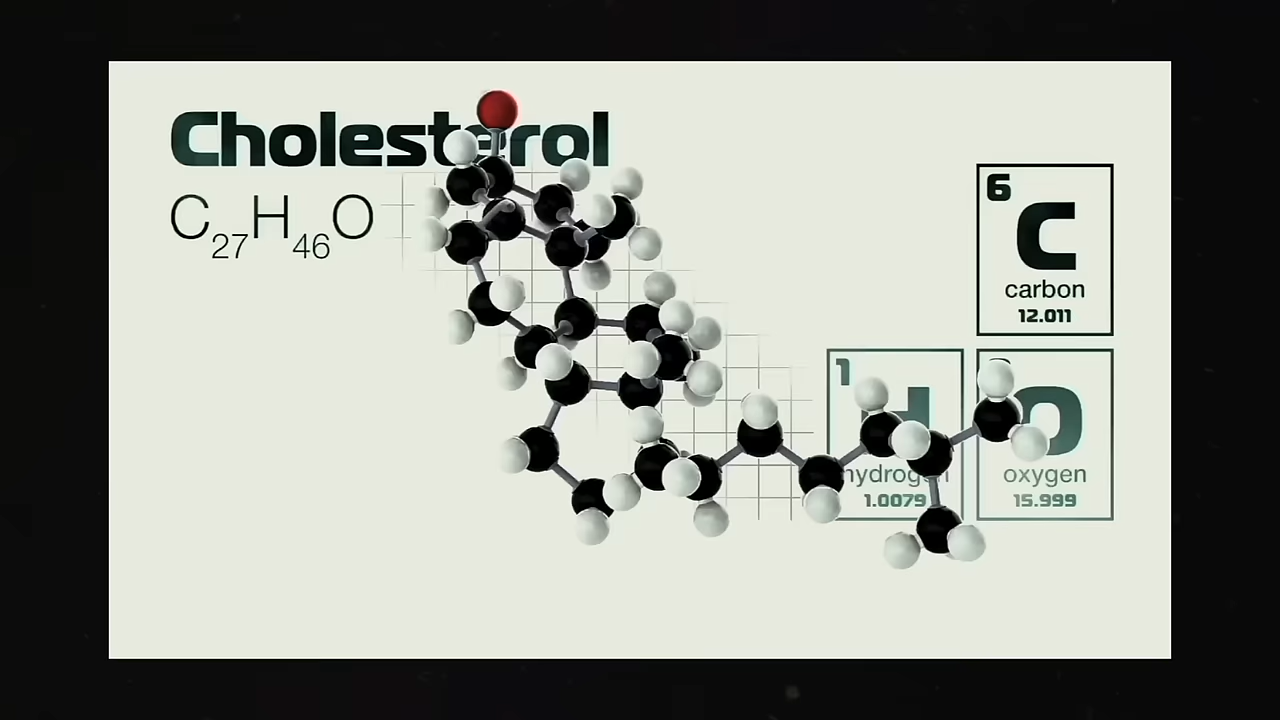 Cholesterol
C₂₇H₄₆O
6
C
carbon
12.011
1
H
hydrogen
1.0079
O
oxygen
15.999